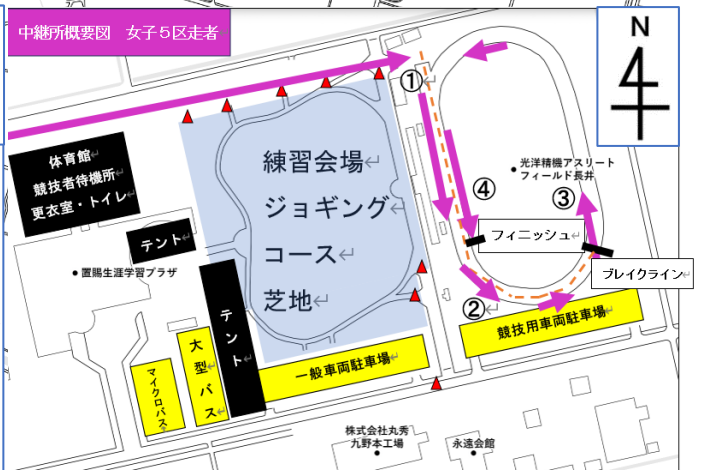 中継所概要図　女子５区走者
N
①
体育館
競技者待機所
更衣室・トイレ
練習会場
ジョギング
コース
芝地
光洋精機アスリート
フィールド長井
③
④
テント
フィニッシュ
置賜生涯学習プラザ
ブレイクライン
テント
②
競技用車両駐車場
大型バス
マイクロバス
一般車両駐車場
株式会社丸秀
九野本工場
永遠会館